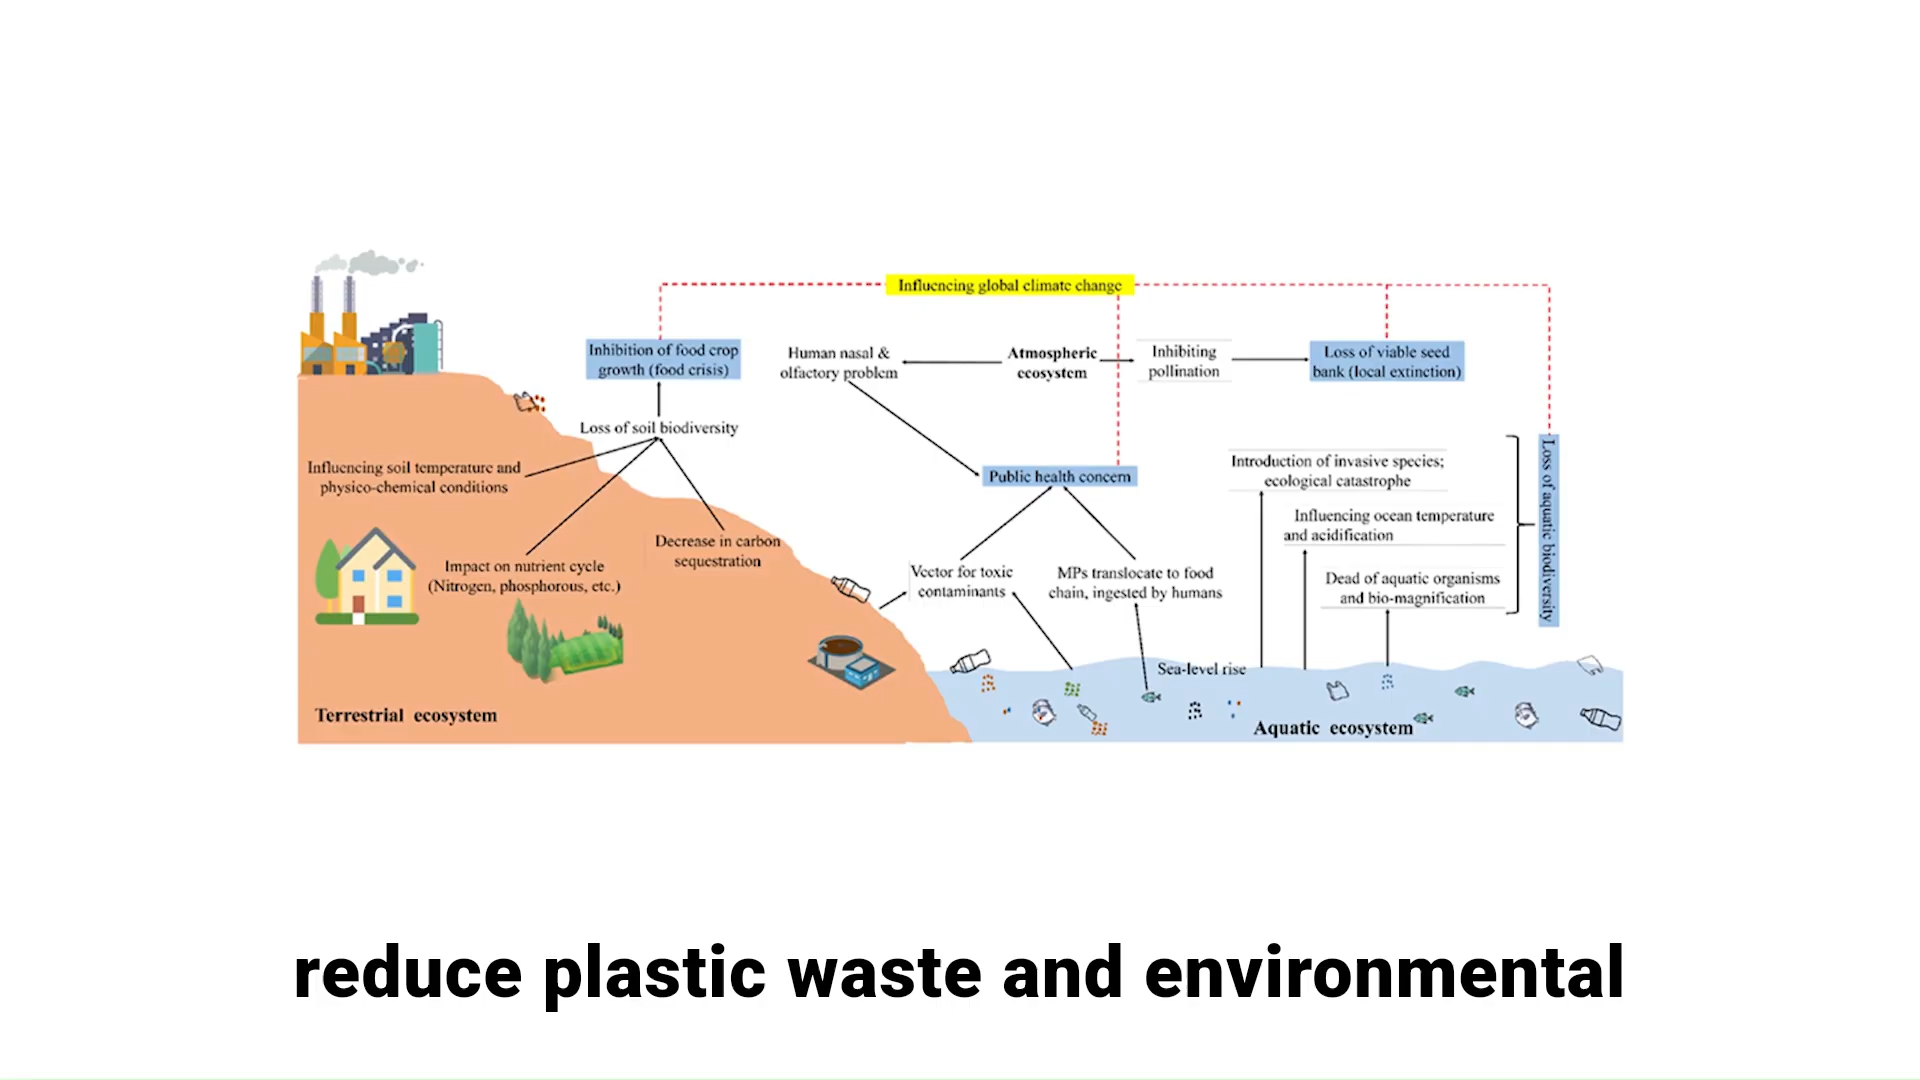 Influencing global climate change
Inhibition of food crop
growth (food crisis)
Human nasal &
olfactory problem
Atmospheric
ecosystem
Inhibiting
pollination
Loss of viable seed
bank (local extinction)
Loss of soil biodiversity
Influencing soil temperature and
physico-chemical conditions
Public health concern
Introduction of invasive species;
ecological catastrophe
Influencing ocean temperature
and acidification
Loss of aquatic biodiversity
Decrease in carbon
sequestration
Impact on nutrient cycle
(Nitrogen, phosphorous, etc.)
Vector for toxic
contaminants
MPs translocate to food
chain, ingested by humans
Dead of aquatic organisms
and bio-magnification
Sea-level rise
Terrestrial ecosystem
Aquatic ecosystem
reduce plastic waste and environmental